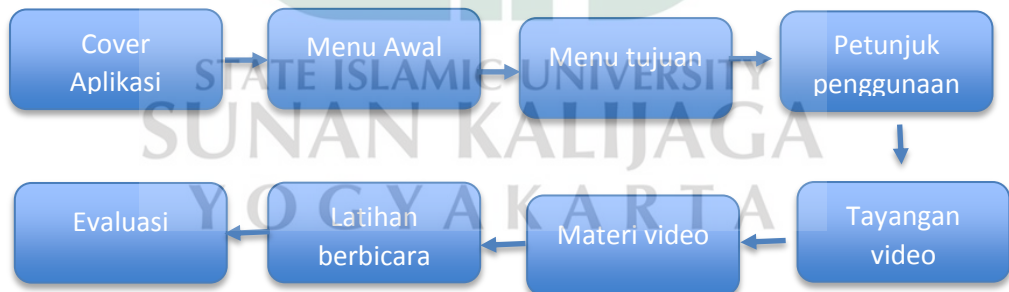 Cover
Aplikasi
Menu Awal
Menu tujuan
Petunjuk
penggunaan
Tayangan
video
Materi video
Latihan
berbicara
Evaluasi
STATE ISLAMIC UNIVERSITY
SUNAN KALIJAGA
YOGYAKARTA